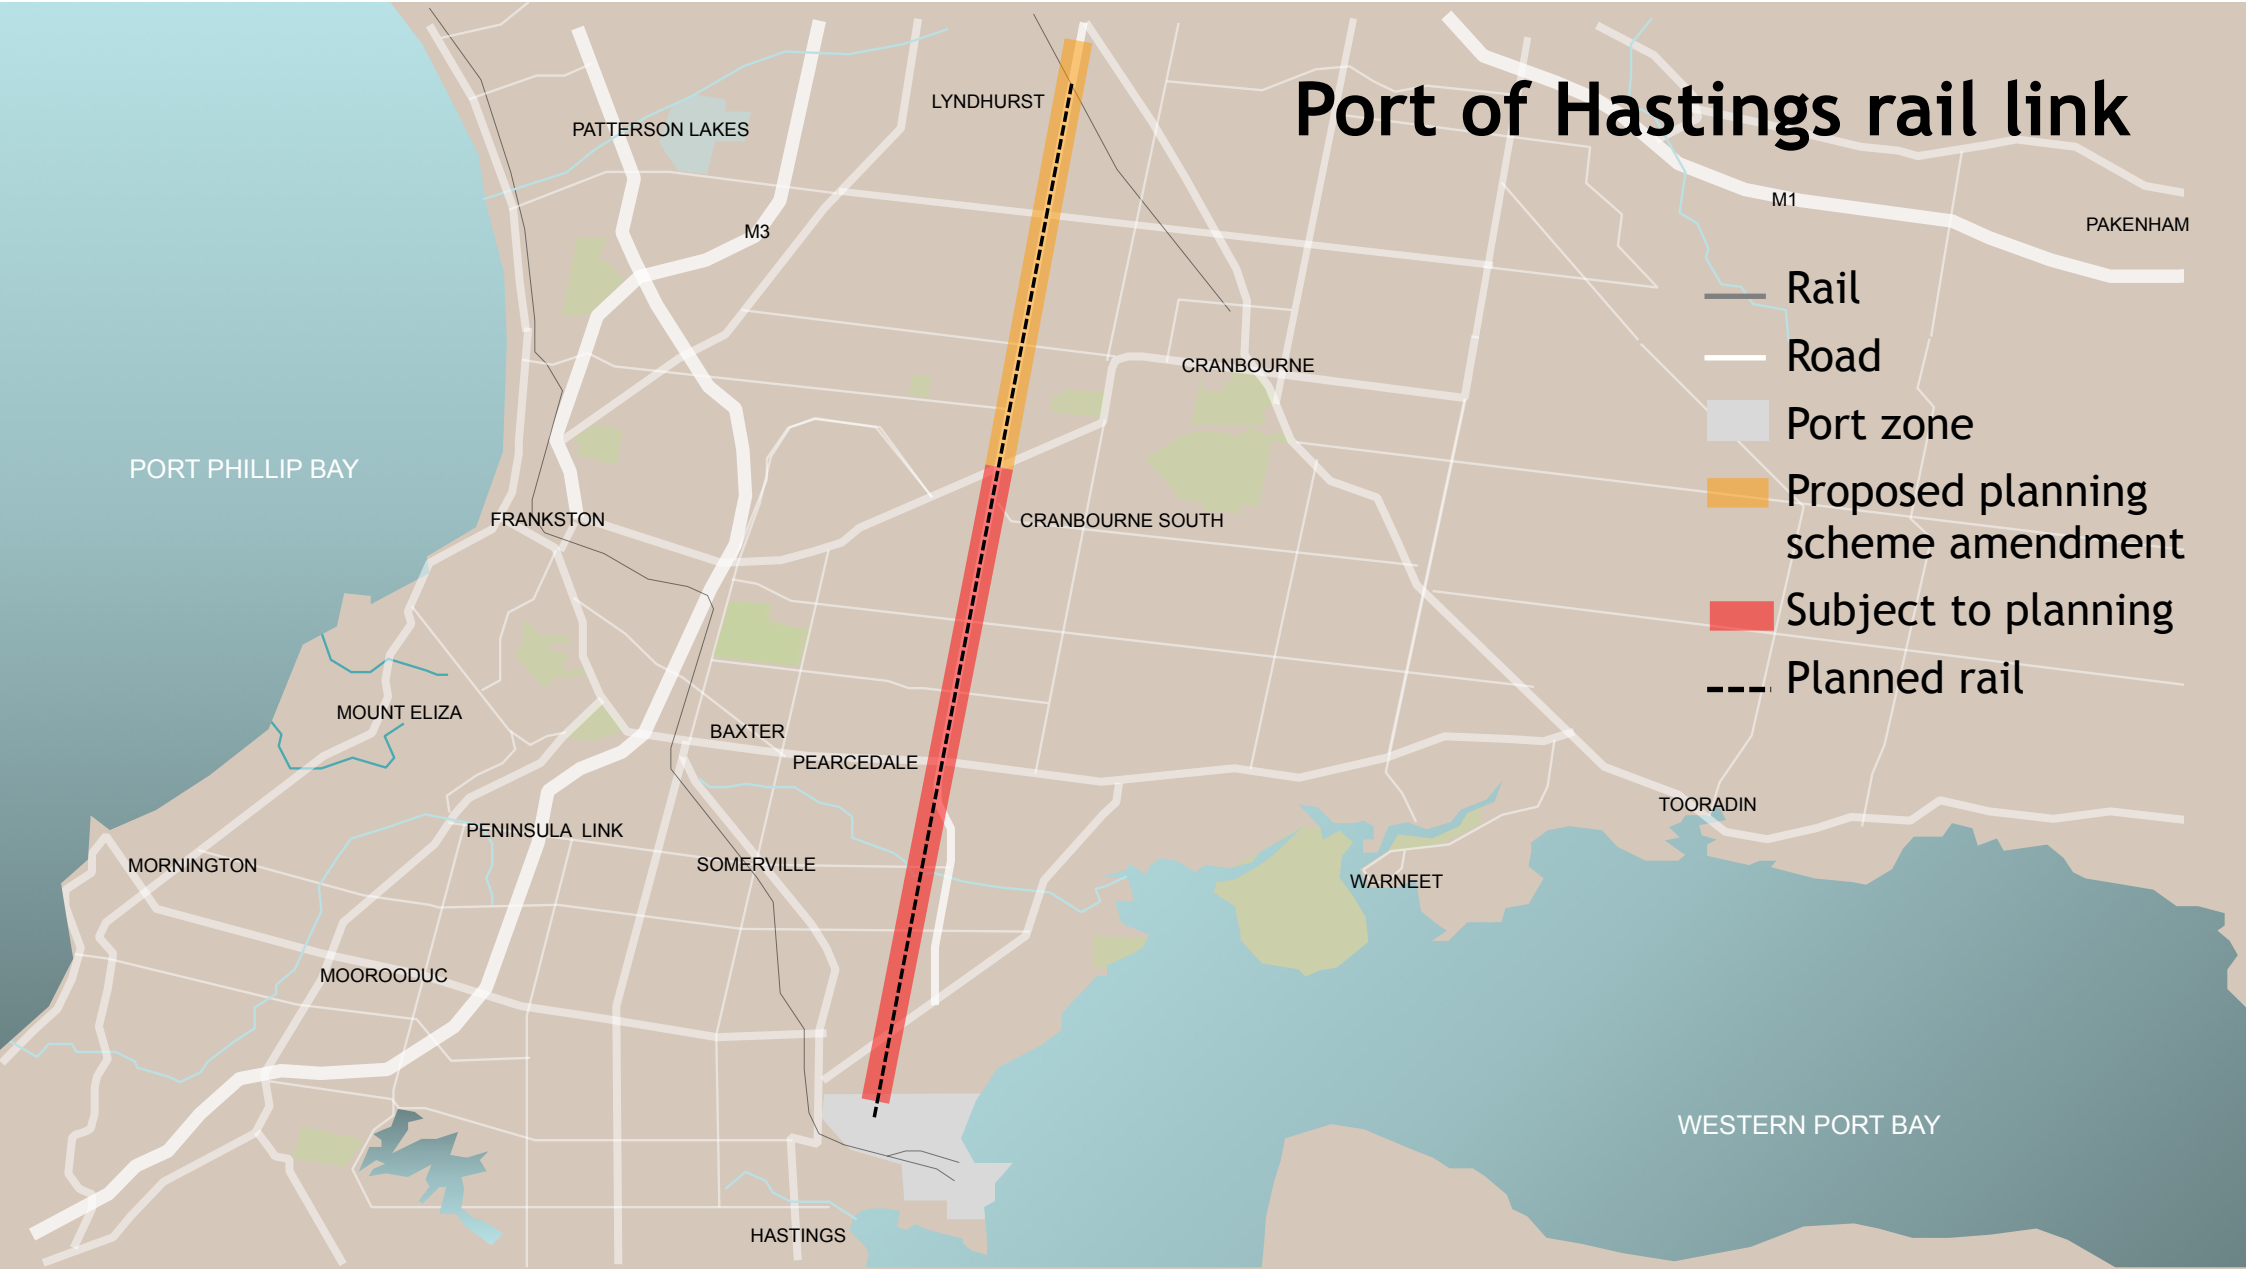 Port of Hastings rail link
LYNDHURST
PATTERSON LAKES
M3
M1
PAKENHAM
Rail
Road
Port zone
Proposed planning
scheme amendment
Subject to planning
Planned rail
CRANBOURNE
PORT PHILLIP BAY
FRANKSTON
CRANBOURNE SOUTH
MOUNT ELIZA
BAXTER
PEARCEDALE
TOORADIN
PENINSULA LINK
MORNINGTON
SOMERVILLE
WARNEET
MOOROODUC
WESTERN PORT BAY
HASTINGS